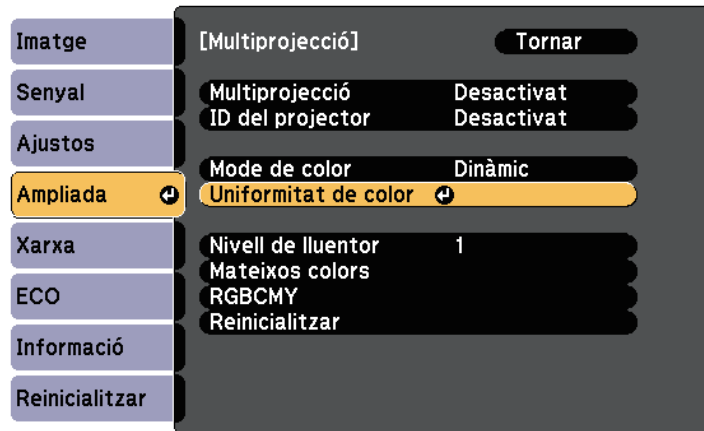 Imatge
Senyal
Ajustos
Ampliada
Xarxa
ECO
Informació
Reinicialitzar
[Multiprojecció] Tornar
Multiprojecció Desactivat
ID del projector Desactivat
Mode de color Dinàmic
Uniformitat de color
Nivell de lluentor 1
Mateixos colors
RGBCMY
Reinicialitzar